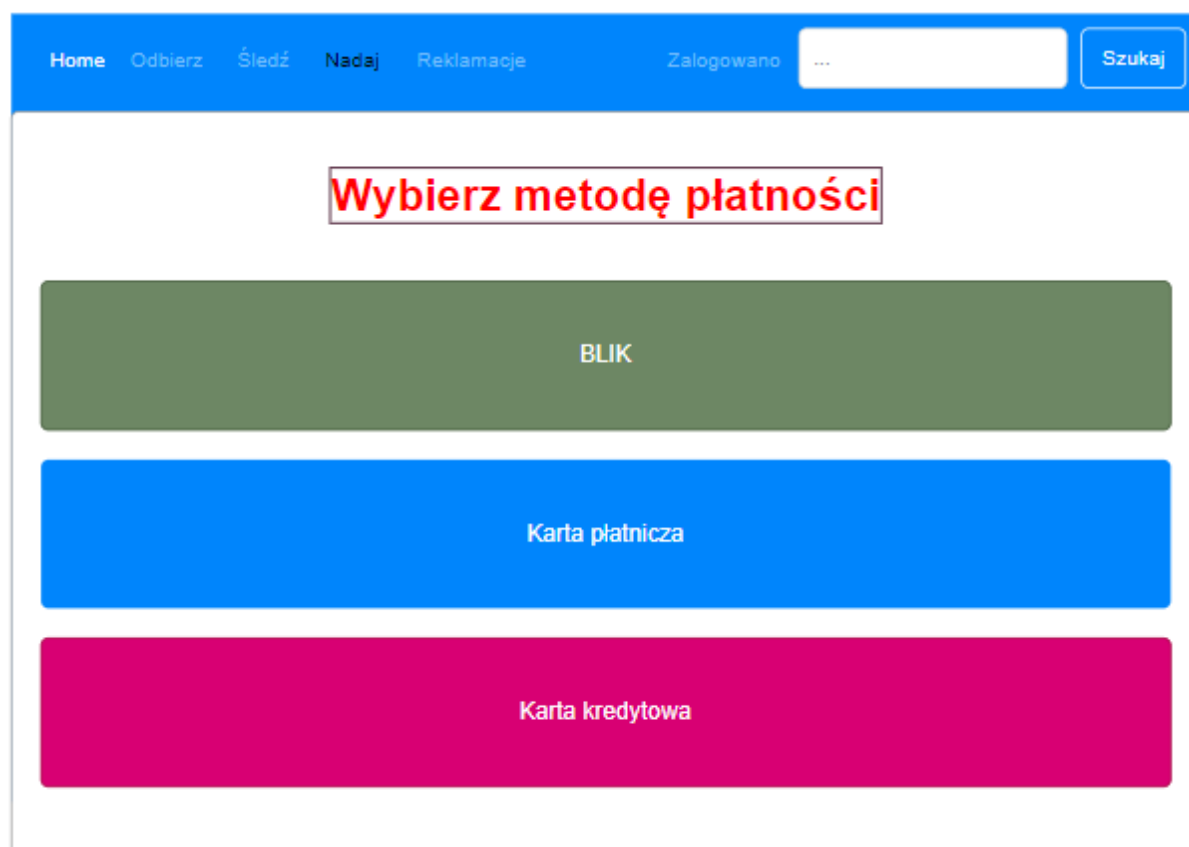 Home Odbierz Śledź Nadaj Reklamacje Zalogowano ... Szukaj
Wybierz metodę płatności
BLIK
Karta płatnicza
Karta kredytowa